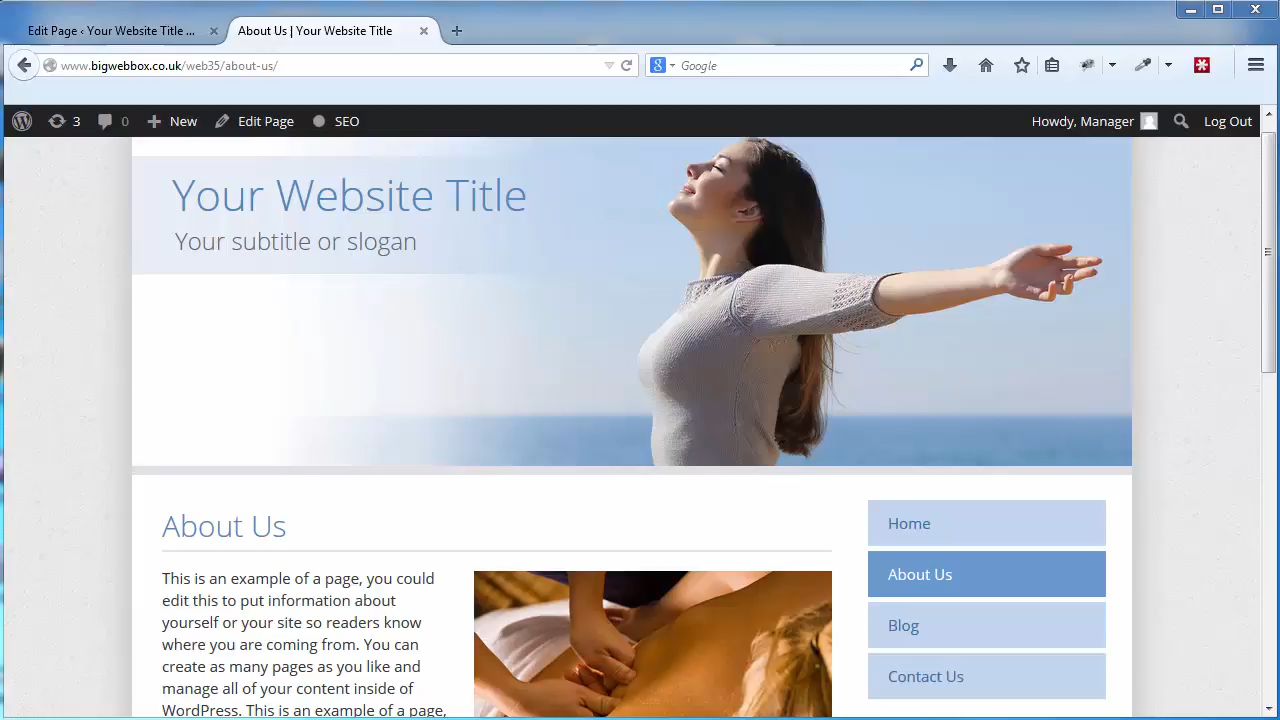 Edit Page ‹ Your Website Title ...
About Us | Your Website Title
www.bigwebbox.co.uk/web35/about-us/
Google
3
0
New
Edit Page
SEO
Howdy, Manager
Log Out
Your Website Title
Your subtitle or slogan
About Us
This is an example of a page, you could
edit this to put information about
yourself or your site so readers know
where you are coming from. You can
create as many pages as you like and
manage all of your content inside of
WordPress. This is an example of a page,
Home
About Us
Blog
Contact Us